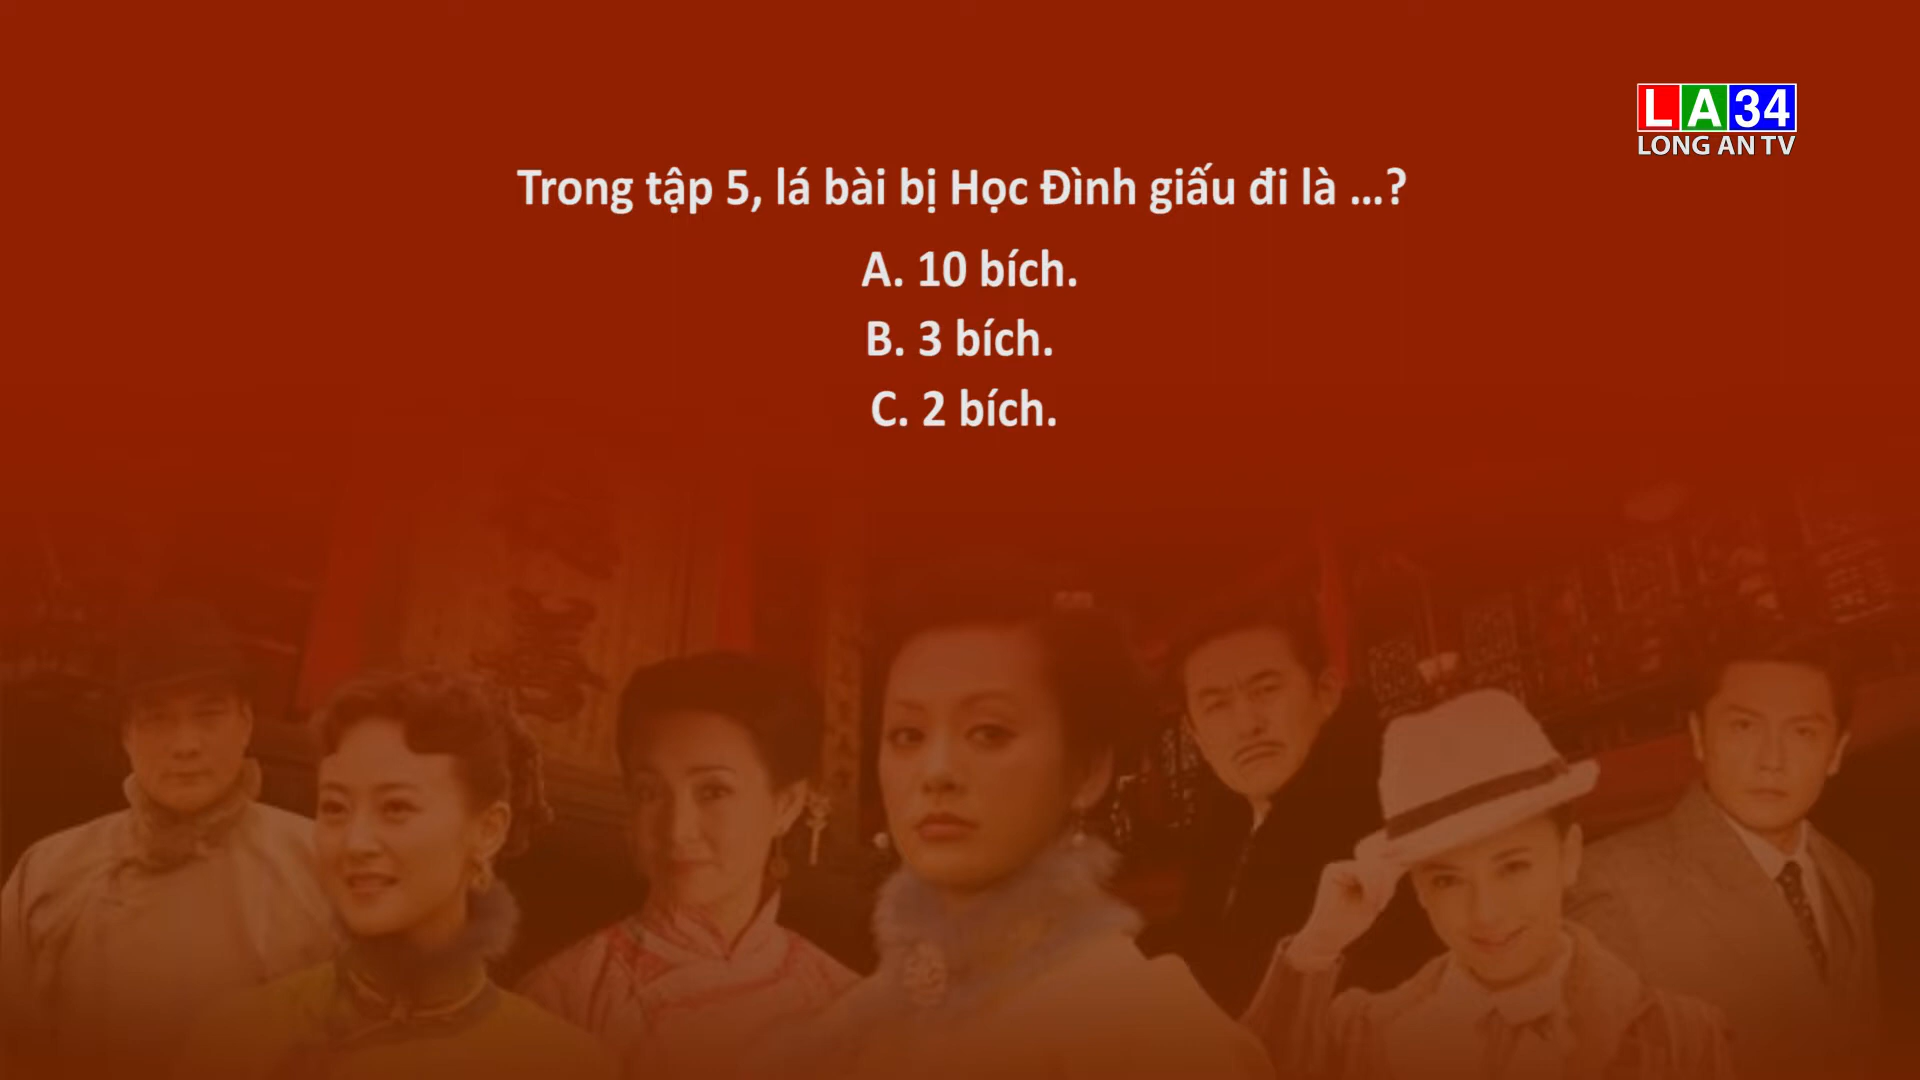 LA34
LONG AN TV
Trong tập 5, lá bài bị Học Đình giấu đi là ...?
A. 10 bích.
B. 3 bích.
C. 2 bích.